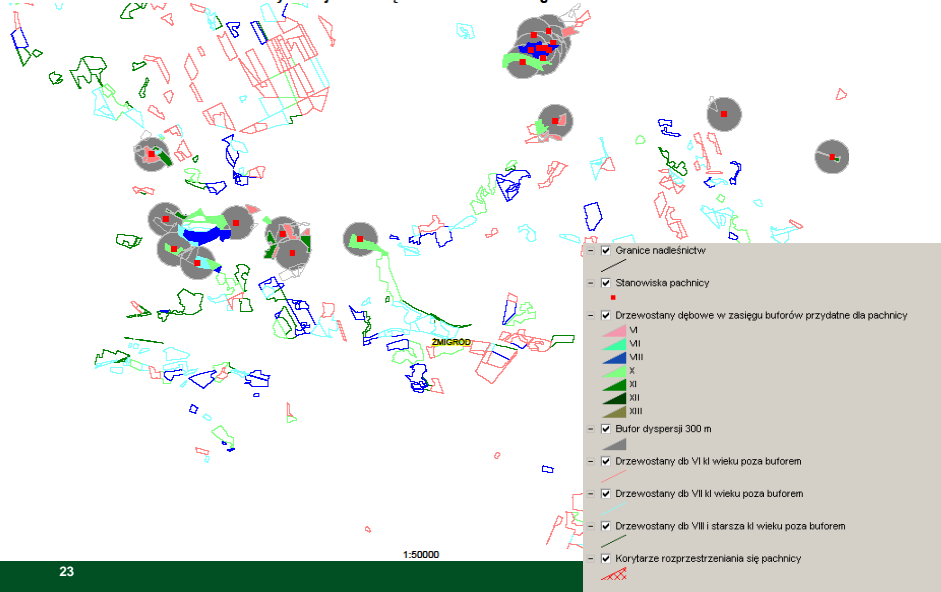 Granice nadleśnictw
Stanowiska pachnicy
Drzewostany dębowe w zasięgu buforów przydatne dla pachnicy
VI
VII
VIII
X
XI
XII
XIII
Bufor dyspersji 300 m
Drzewostany db VI kl wieku poza buforem
Drzewostany db VII kl wieku poza buforem
Drzewostany db VIII i starsza kl wieku poza buforem
Korytarze rozprzestrzeniania się pachnicy
ŻMIGRÓD
1:50000
23